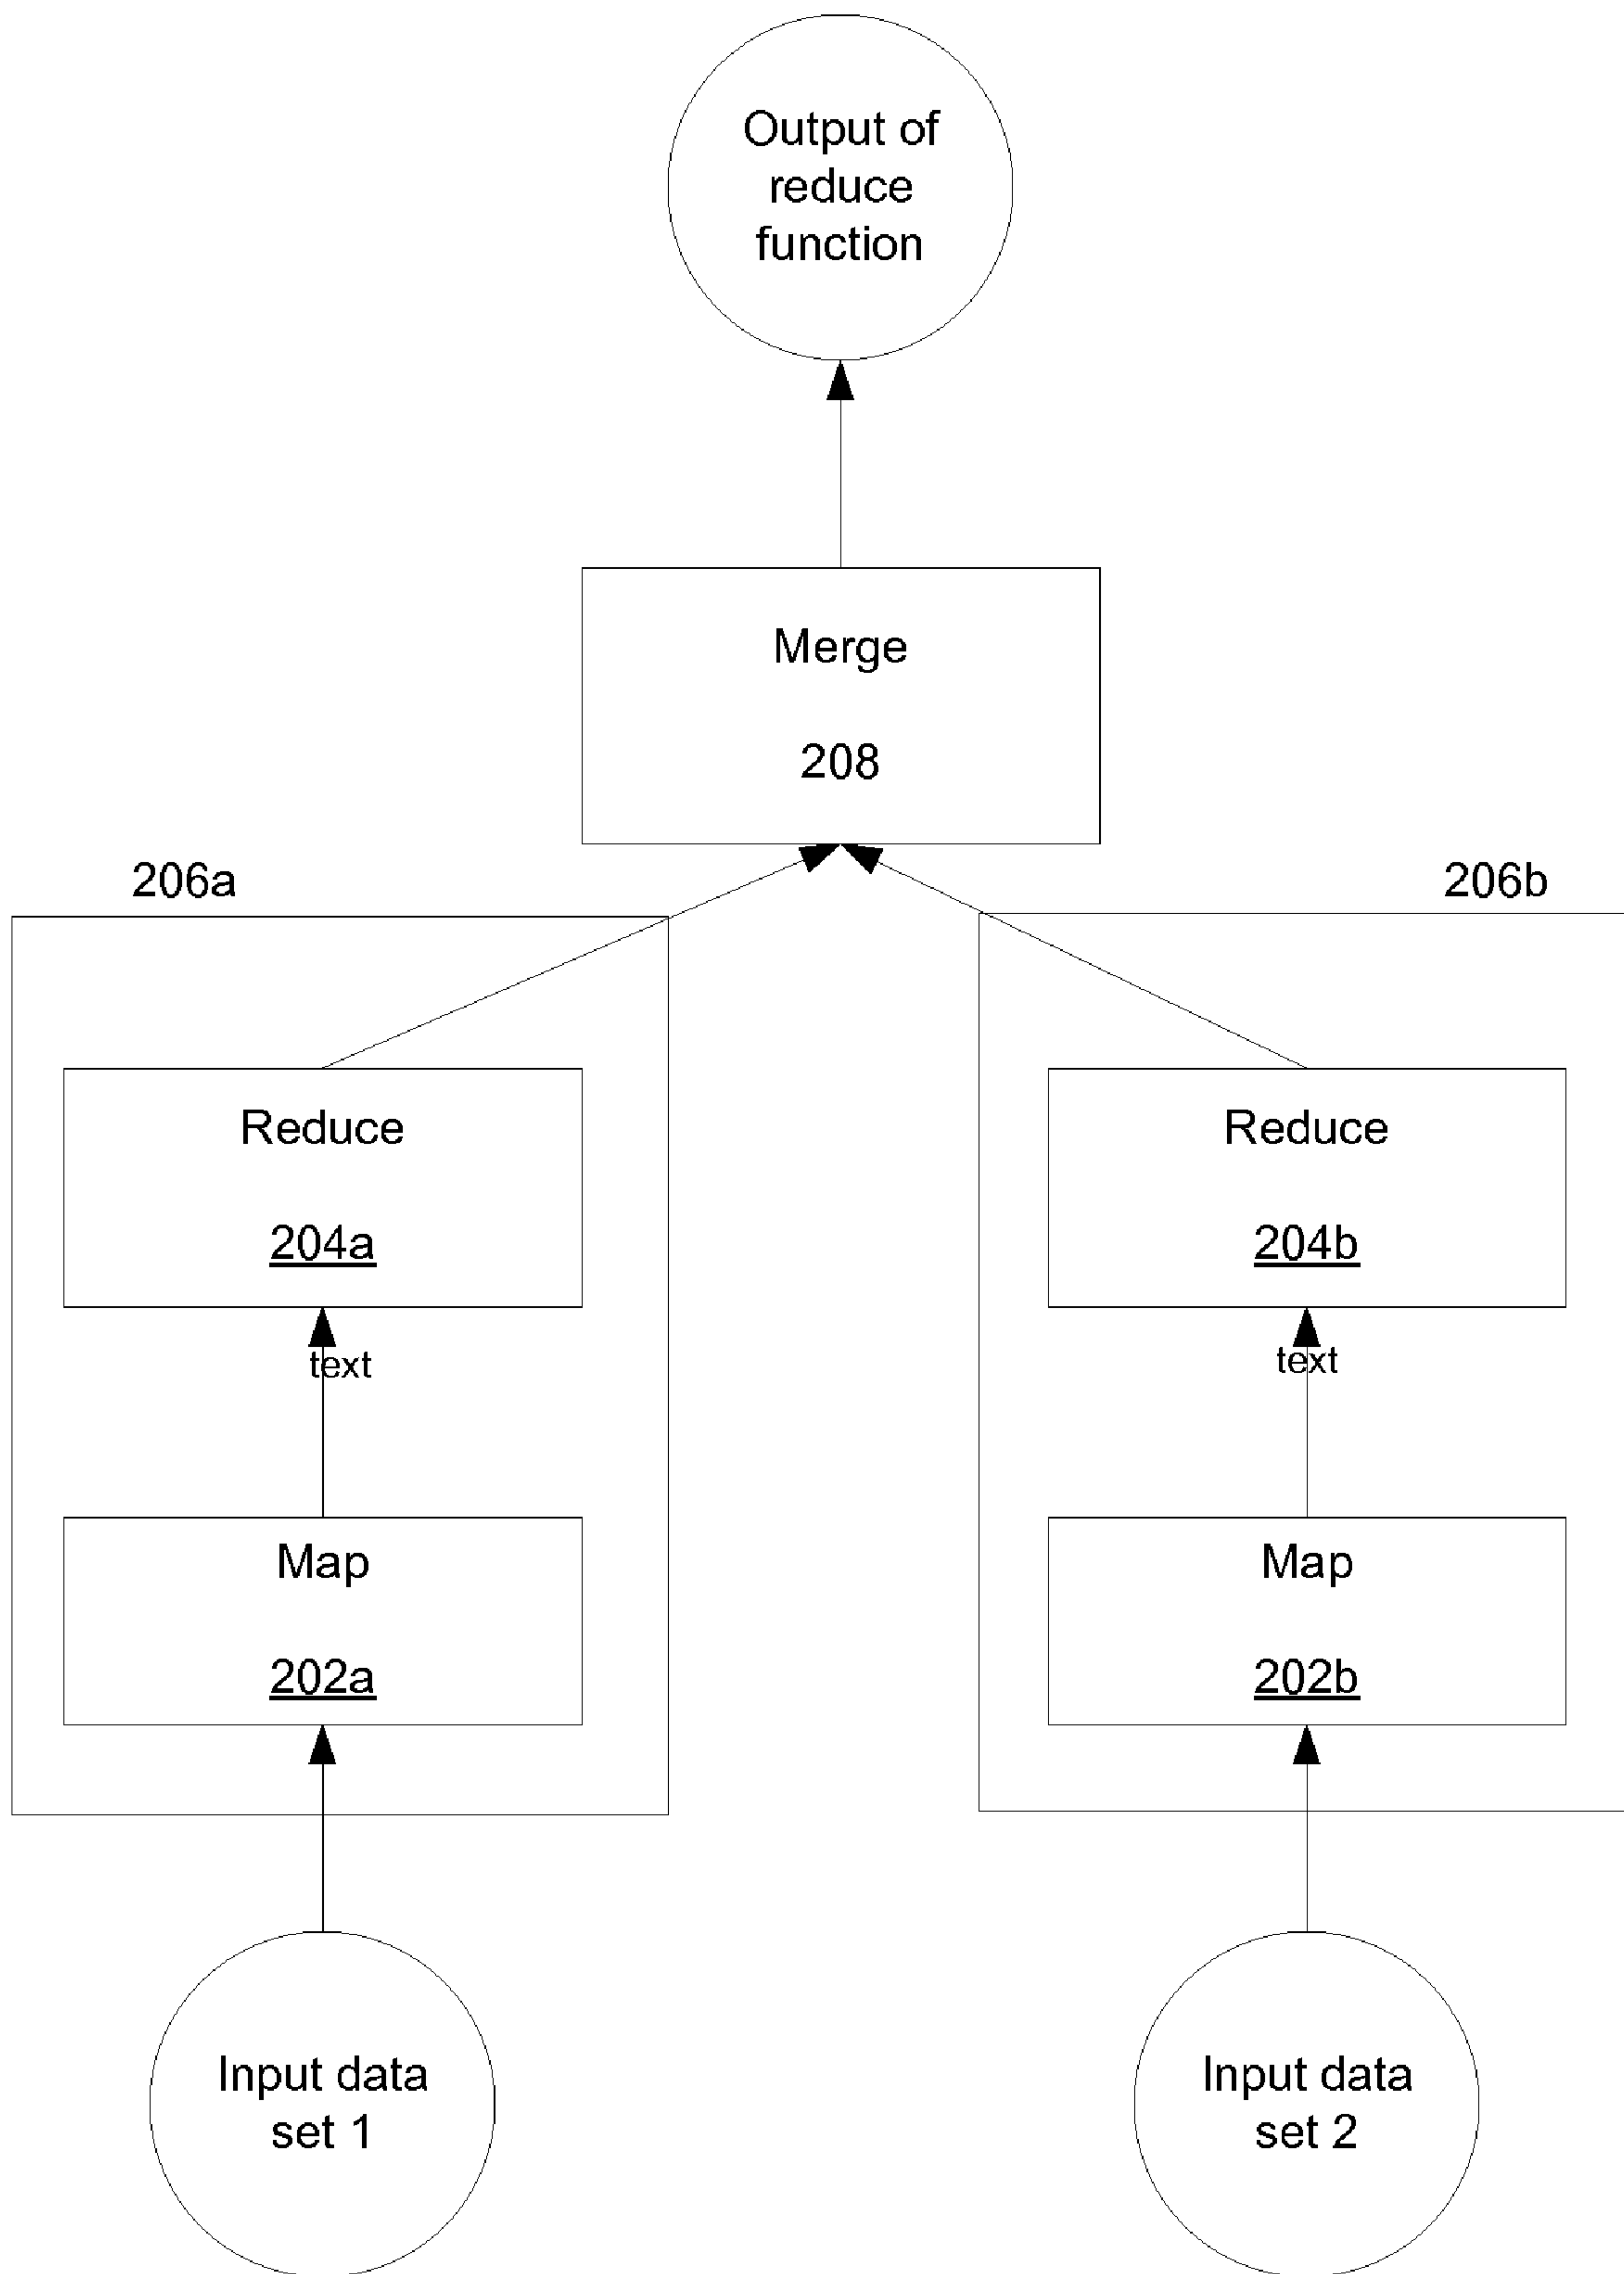 Output of
reduce
function
Merge
208
206a
206b
Reduce
204a
Reduce
204b
text
text
Map
202a
Map
202b
Input data
set 1
Input data
set 2